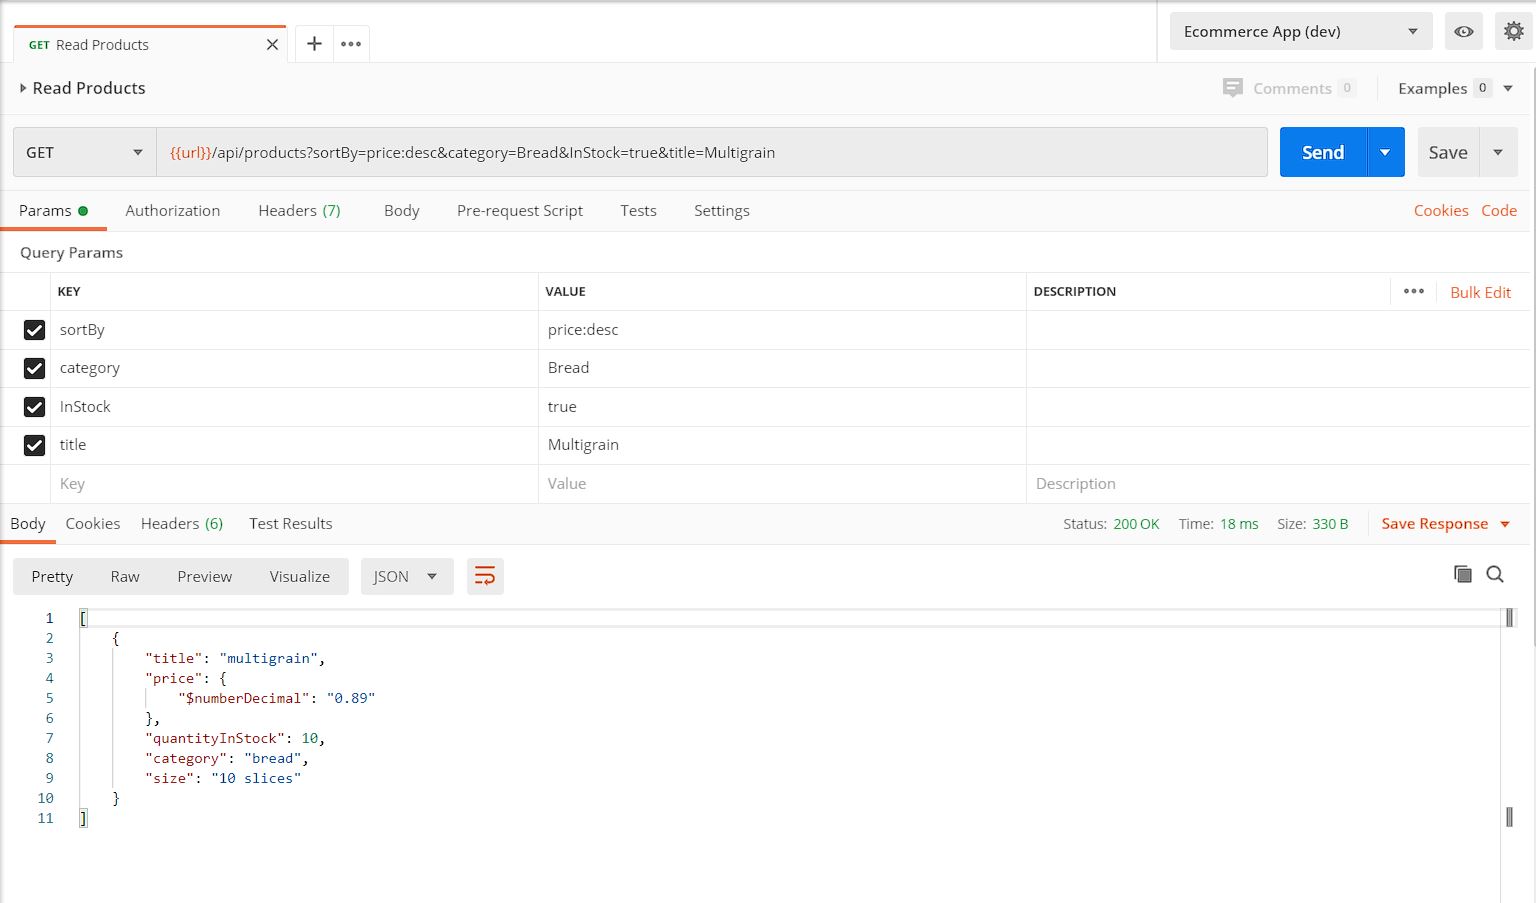 GET Read Products
Ecommerce App (dev)
Read Products
Comments 0
Examples 0
GET
{{url}}/api/products?sortBy=price:desc&category=Bread&InStock=true&title=Multigrain
Send
Save
Params
Authorization
Headers (7)
Body
Pre-request Script
Tests
Settings
Cookies
Code
Query Params
KEY VALUE DESCRIPTION
Bulk Edit
sortBy price:desc
category Bread
InStock true
title Multigrain
Key Value Description
Body
Cookies
Headers (6)
Test Results
Status: 200 OK
Time: 18 ms
Size: 330 B
Save Response
Pretty
Raw
Preview
Visualize
JSON
1 [
2 {
3 "title": "multigrain",
4 "price": {
5 "$numberDecimal": "0.89"
6 },
7 "quantityInStock": 10,
8 "category": "bread",
9 "size": "10 slices"
10 }
11 ]